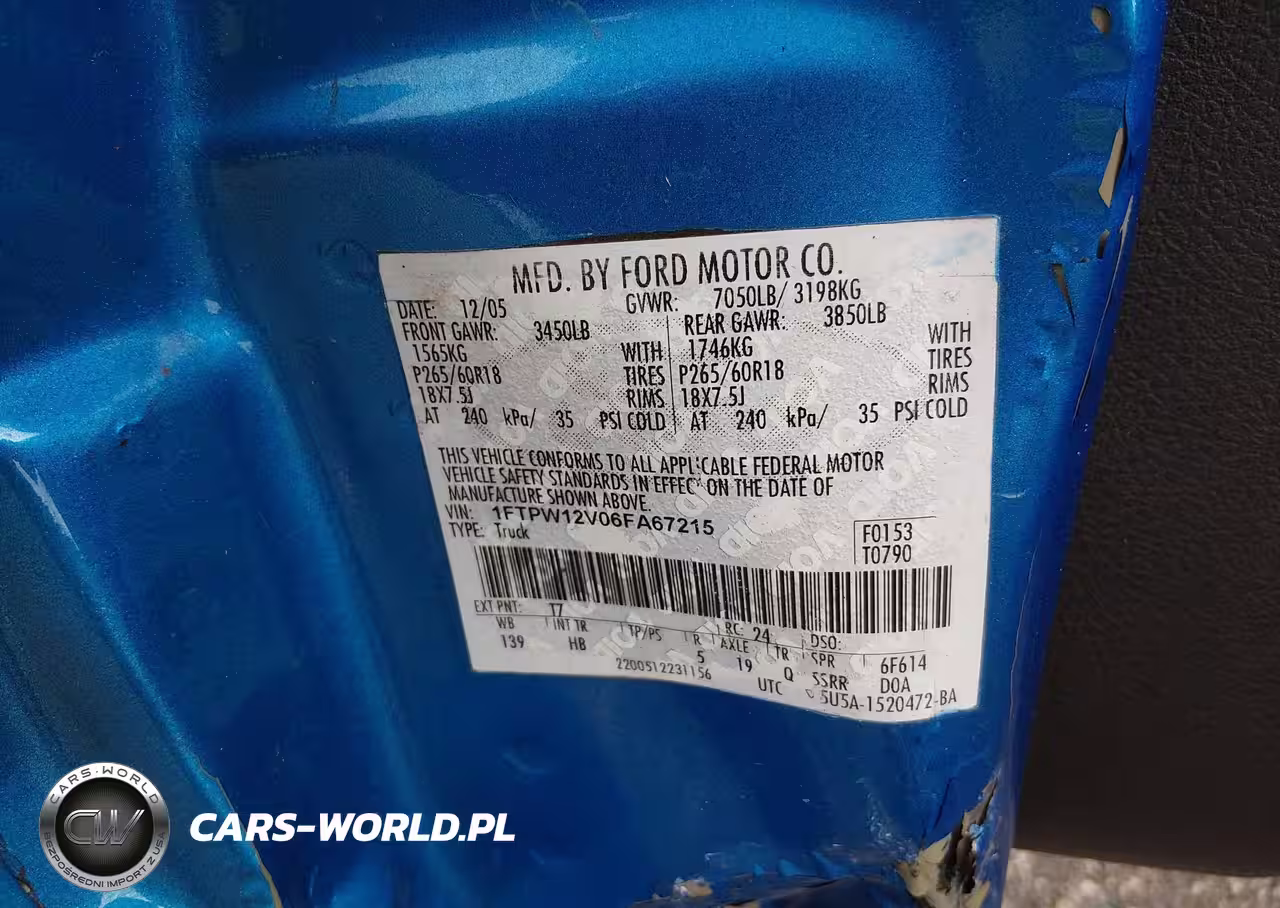 MFD. BY FORD MOTOR CO.
DATE: 12/05 GVWR: 7050LB/ 3198KG
FRONT GAWR: 3450LB REAR GAWR: 3850LB
1565KG WITH 1746KG WITH
P265/60R18 TIRES P265/60R18 TIRES
18X7.5J RIMS 18X7.5J RIMS
AT 240 kPa/ 35 PSI COLD AT 240 kPa/ 35 PSI COLD
THIS VEHICLE CONFORMS TO ALL APPLICABLE FEDERAL MOTOR
VEHICLE SAFETY STANDARDS IN EFFECT ON THE DATE OF
MANUFACTURE SHOWN ABOVE.
VIN: 1FTPW12V06FA67215
TYPE: Truck
F0153
T0790
EXT PNT: T7 RC: 24 DSO:
WB INT TR TP/PS R AXLE TR SPR 6F614
139 HB 5 19 Q SSRR DOA
2200512231156 UTC 5U5A-1520472-BA
CARS-WORLD
CW
BEZPOŚREDNI IMPORT Z USA
CARS-WORLD.PL